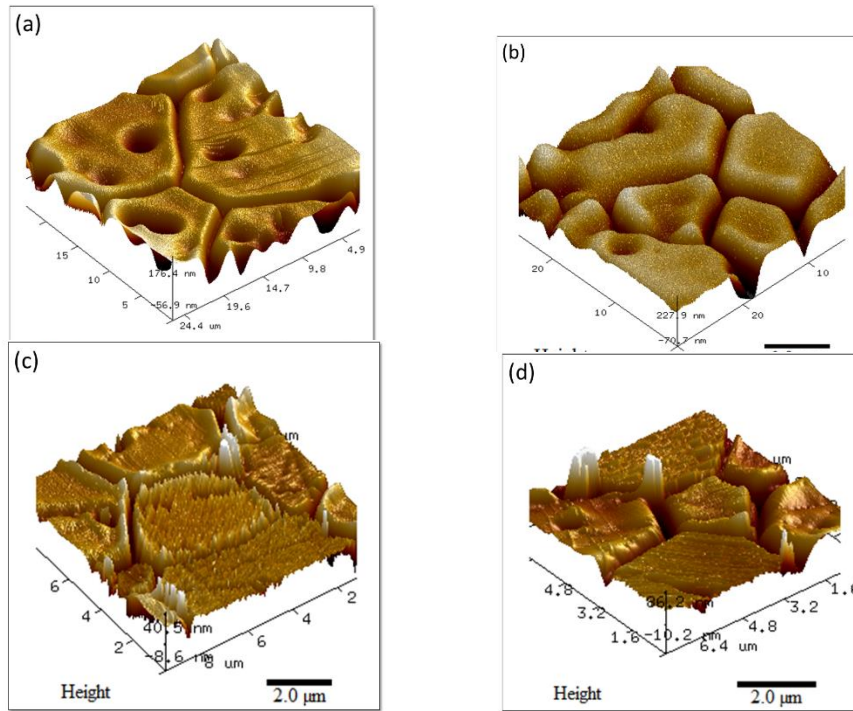 (a)
15
10
5
176.4 nm
-56.9 nm
24.4 um
19.6
14.7
9.8
4.9
(b)
20
10
227.9 nm
-70.7 nm
20
10
(c)
um
6
4
2
40.5 nm
-8.6 nm
8 um
6
4
2
Height
2.0 μm
(d)
um
4.8
3.2
1.6
-10.2 nm
6.4 um
4.8
3.2
1.6
Height
2.0 μm